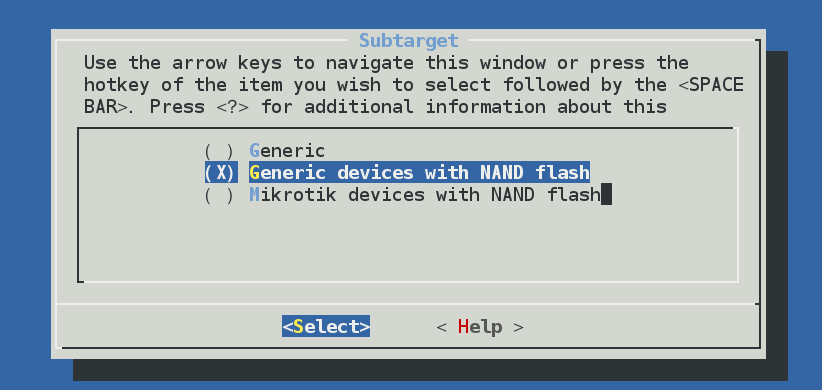 Subtarget
Use the arrow keys to navigate this window or press the
hotkey of the item you wish to select followed by the <SPACE
BAR>. Press <?> for additional information about this
( ) Generic
(X) Generic devices with NAND flash
( ) Mikrotik devices with NAND flash
<Select> < Help >